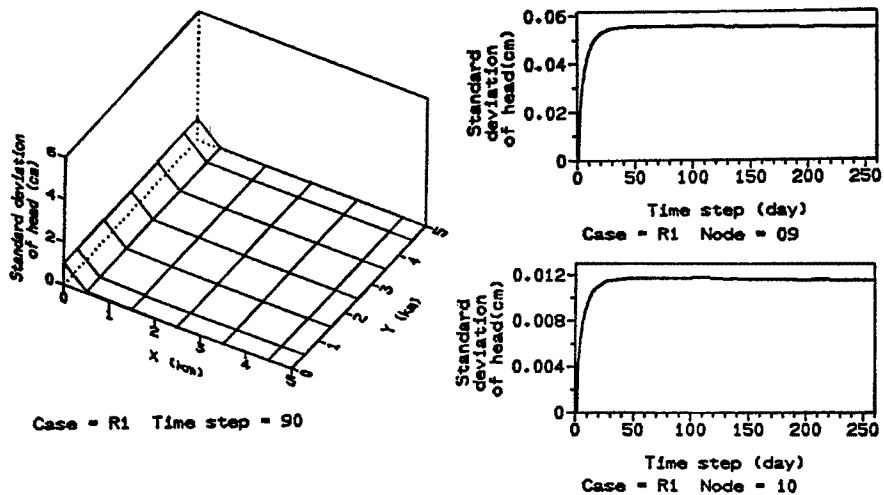 Standard deviation
of head (cm)
6
4
2
0
0
1
2
3
4
5
X (km)
0
1
2
3
4
5
Y (km)
Case = R1 Time step = 90
Standard
deviation
of head(cm)
0.06
0.04
0.02
0
0 50 100 150 200 250
Time step (day)
Case = R1 Node = 09
Standard
deviation
of head(cm)
0.012
0.008
0.004
0
0 50 100 150 200 250
Time step (day)
Case = R1 Node = 10